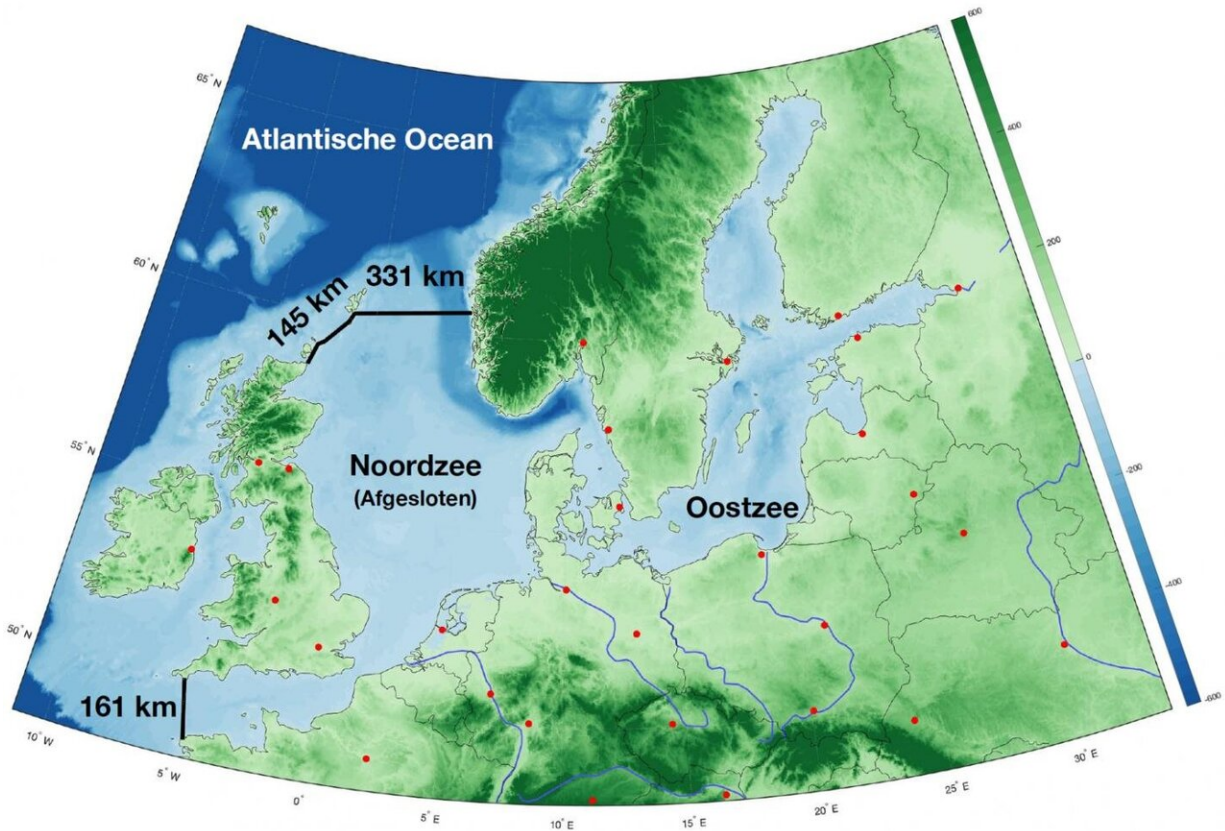 Atlantische Ocean
331 km
145 km
Noordzee
(Afgesloten)
Oostzee
161 km
65° N
60° N
55° N
50° N
10° W
5° W
0°
5° E
10° E
15° E
20° E
25° E
30° E
600
400
200
0
-200
-400
-600